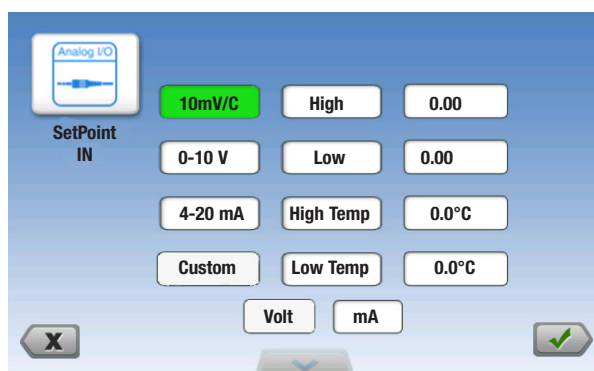 Analog I/O
SetPoint
IN
10mV/C High 0.00
0-10 V Low 0.00
4-20 mA High Temp 0.0°C
Custom Low Temp 0.0°C
Volt mA
X